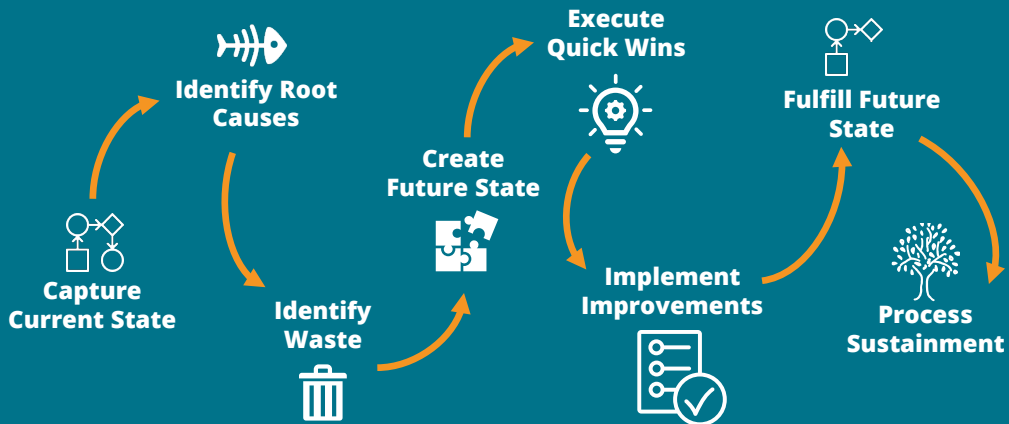 Capture
Current State
Identify Root
Causes
Identify
Waste
Create
Future State
Execute
Quick Wins
Implement
Improvements
Fulfill Future
State
Process
Sustainment